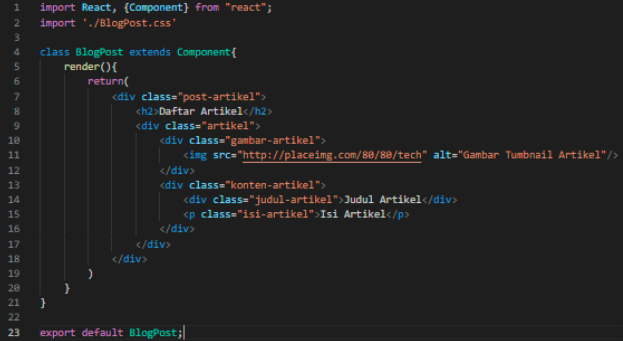 1 import React, {Component} from "react";
2 import './BlogPost.css'
3
4 class BlogPost extends Component{
5     render(){
6         return(
7             <div class="post-artikel">
8                 <h2>Daftar Artikel</h2>
9                 <div class="artikel">
10                     <div class="gambar-artikel">
11                         <img src="http://placeimg.com/80/80/tech" alt="Gambar Tumbnail Artikel"/>
12                     </div>
13                     <div class="konten-artikel">
14                         <div class="judul-artikel">Judul Artikel</div>
15                         <p class="isi-artikel">Isi Artikel</p>
16                     </div>
17                 </div>
18             </div>
19         )
20     }
21 }
22
23 export default BlogPost;